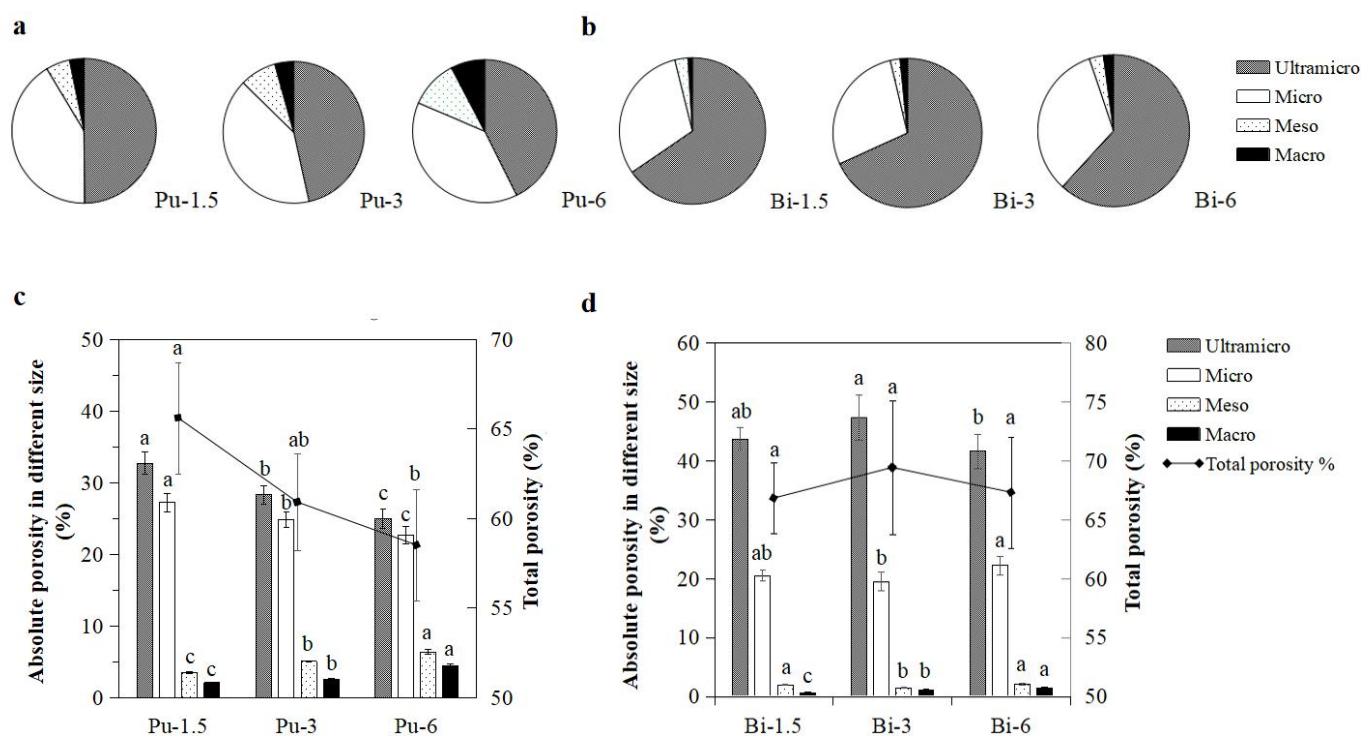 a
b
Ultramicro
Micro
Meso
Macro
Pu-1.5
Pu-3
Pu-6
Bi-1.5
Bi-3
Bi-6
c
Absolute porosity in different size
(%)
50
40
30
20
10
0
a
a
a
c
c
ab
b
b
b
b
b
c
c
a
a
70
65
60
55
50
Total porosity (%)
Pu-1.5
Pu-3
Pu-6
d
Absolute porosity in different size
(%)
60
50
40
30
20
10
0
ab
a
ab
a
c
a
a
b
b
b
b
a
a
a
a
80
75
70
65
60
55
50
Total porosity (%)
Bi-1.5
Bi-3
Bi-6
Ultramicro
Micro
Meso
Macro
Total porosity %